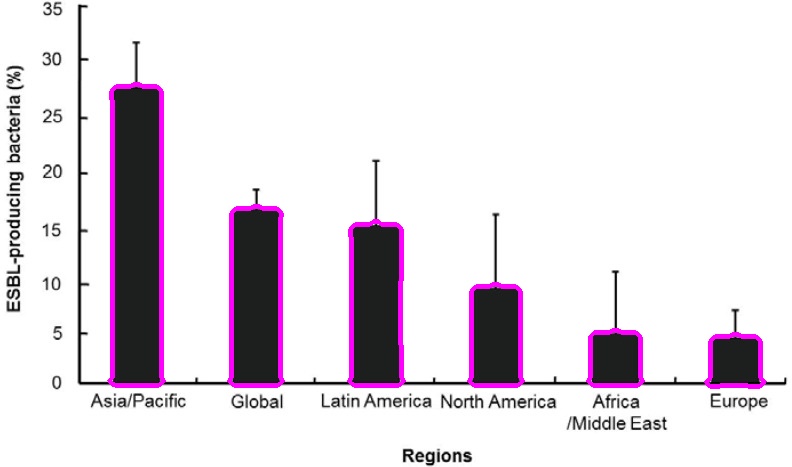 ESBL-producing bacteria (%)
35
30
25
20
15
10
5
0
Asia/Pacific
Global
Latin America
North America
Africa
/Middle East
Europe
Regions